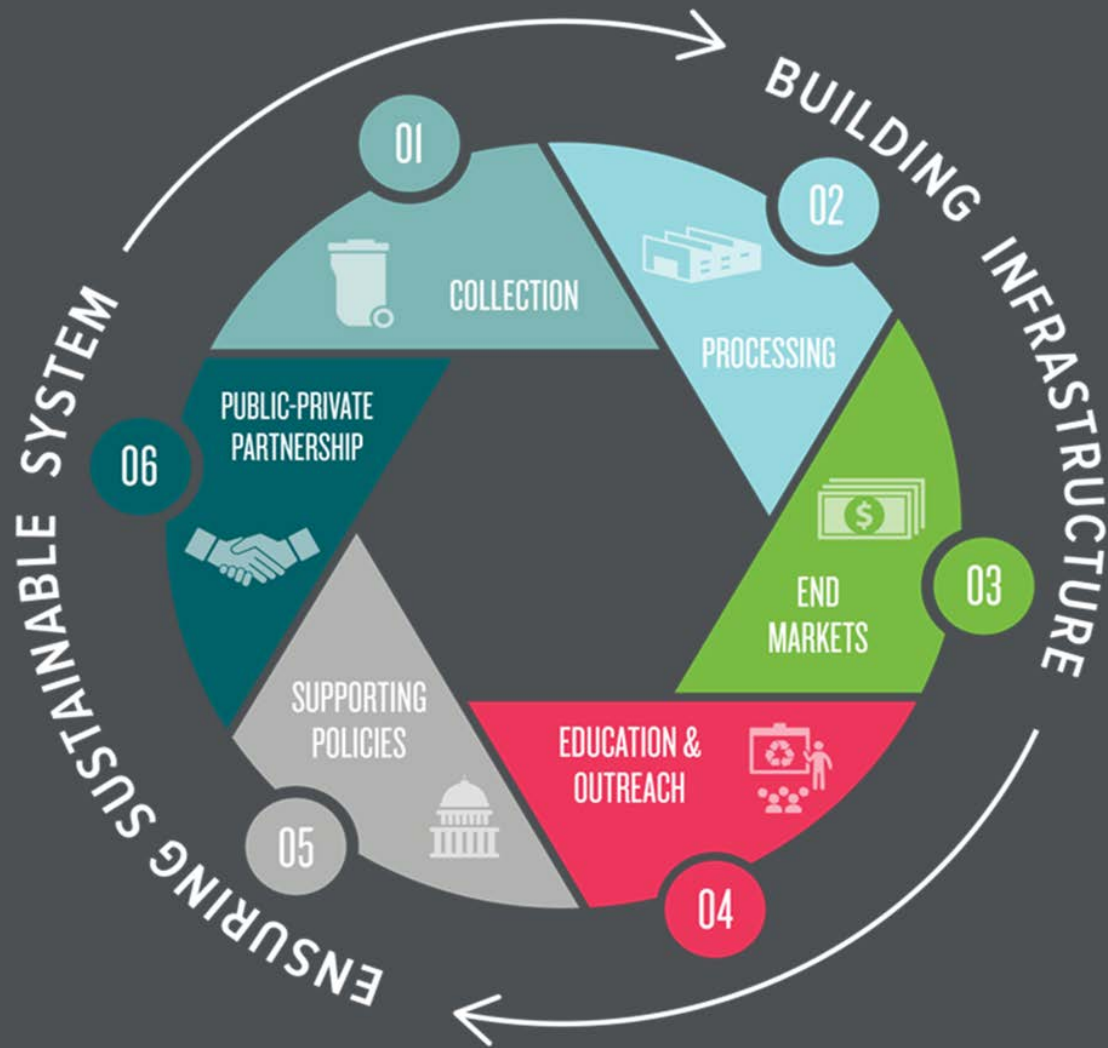 BUILDING INFRASTRUCTURE
01
COLLECTION
02
PROCESSING
$
03
END
MARKETS
04
EDUCATION &
OUTREACH
05
SUPPORTING
POLICIES
06
PUBLIC-PRIVATE
PARTNERSHIP
ENSURING SUSTAINABLE SYSTEM